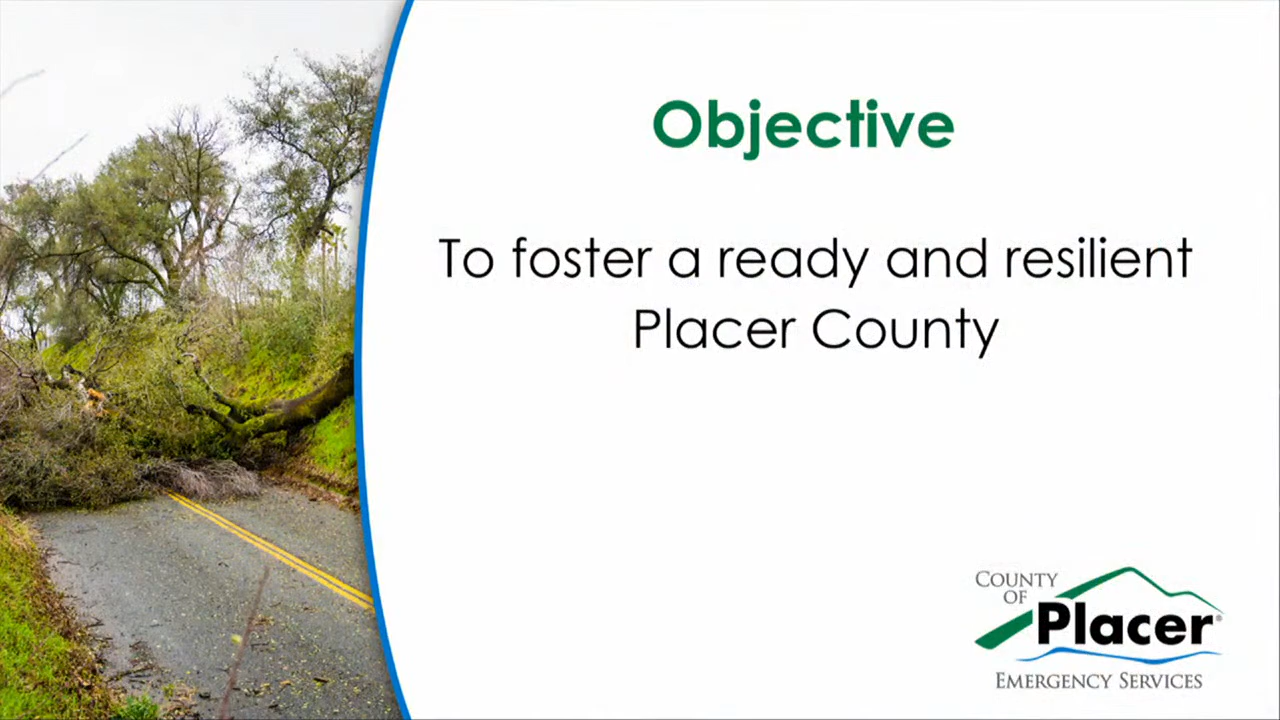 Objective
To foster a ready and resilient
Placer County
COUNTY
OF
Placer®
EMERGENCY SERVICES